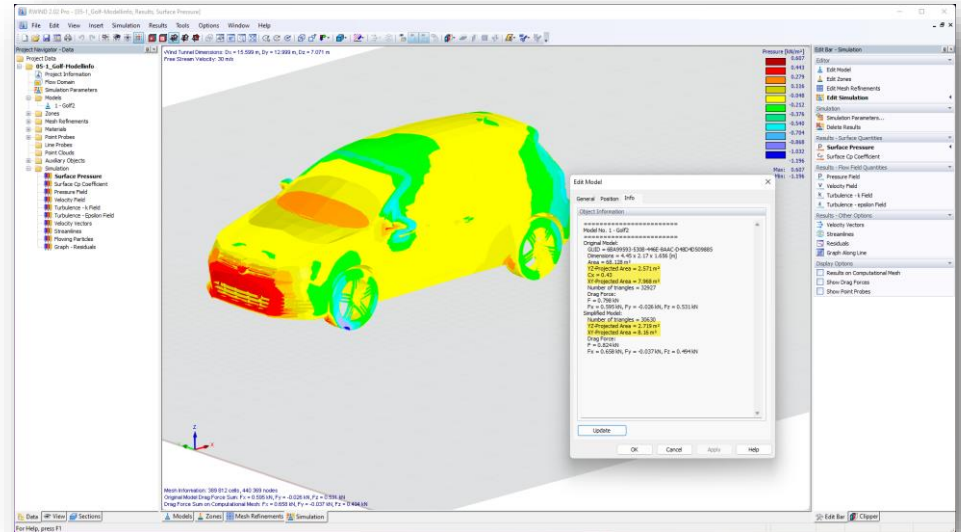 RWIND 2.02 Pro - [05-1_Golf-ModelInfo, Results, Surface Pressure]
File Edit View Insert Simulation Results Tools Options Window Help
Project Navigator - Data
Project Data
05-1_Golf-ModelInfo
Project Information
Flow Domain
Simulation Parameters
Models
1 - Golf2
Zones
Mesh Refinements
Materials
Point Probes
Line Probes
Point Clouds
Auxiliary Objects
Simulation
Surface Pressure
Surface Cp Coefficient
Pressure Field
Velocity Field
Turbulence - k Field
Turbulence - Epsilon Field
Velocity Vectors
Streamlines
Flowing Particles
Graph - Residuals
Wind Tunnel Dimensions: Dx = 15.599 m, Dy = 12.999 m, Dz = 7.071 m
Free Stream Velocity: 30 m/s
Pressure [kN/m²]
0.607
0.443
0.279
0.116
-0.048
-0.212
-0.376
-0.540
-0.704
-0.868
-1.032
-1.196
Max: 0.607
Min: -1.196
Edit Model
General Position Info
Object Information
Model No. 1 - Golf2
Original Model:
Dimensions = 4.45 x 2.17 x 1.656 [m]
Area = 68.128 m²
YZ-Projected Area = 2.571 m²
Cx = 0.43
XY-Projected Area = 7.968 m²
Number of triangles = 32927
Drag Force:
F = 0.798 kN
Fx = 0.595 kN, Fy = -0.026 kN, Fz = 0.531 kN
Simplified Model:
Number of triangles = 30630
YZ-Projected Area = 2.719 m²
XY-Projected Area = 8.16 m²
Drag Force:
F = 0.824 kN
Fx = 0.658 kN, Fy = -0.037 kN, Fz = 0.494 kN
Update
OK Cancel Apply Help
Edit Bar - Simulation
Editor
Edit Model
Edit Zones
Edit Mesh Refinements
Edit Simulation
Simulation
Simulation Parameters...
Delete Results
Results - Surface Quantities
Surface Pressure
Surface Cp Coefficient
Results - Flow Field Quantities
Pressure Field
Velocity Field
Turbulence - k Field
Turbulence - epsilon Field
Results - Other Options
Velocity Vectors
Streamlines
Residuals
Graph Along Line
Display Options
Results on Computational Mesh
Show Drag Forces
Show Point Probes
Z
X
Mesh Information: 389 812 cells, 440 369 nodes
Original Model Drag Force Sum: Fx = 0.595 kN, Fy = -0.026 kN, Fz = 0.531 kN
Drag Force Sum on Computational Mesh: Fx = 0.658 kN, Fy = -0.037 kN, Fz = 0.494 kN
Data View Sections
Models Zones Mesh Refinements Simulation
Edit Bar Clipper
For Help, press F1